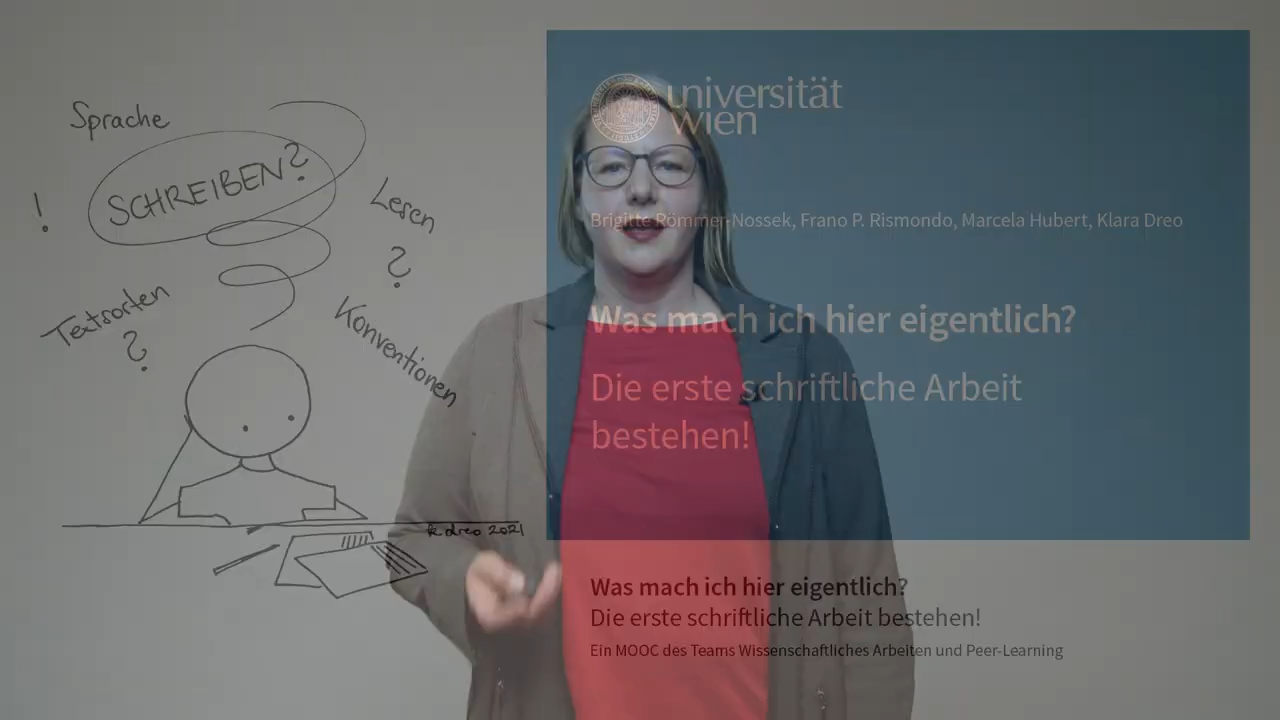 Sprache
SCHREIBEN?
!
Lesen
?
Textsorten
?
Konventionen
k dreo 2021
universität
wien
Brigitte Römmer-Nossek, Frano P. Rismondo, Marcela Hubert, Klara Dreo
Was mach ich hier eigentlich?
Die erste schriftliche Arbeit
bestehen!
Was mach ich hier eigentlich?
Die erste schriftliche Arbeit bestehen!
Ein MOOC des Teams Wissenschaftliches Arbeiten und Peer-Learning